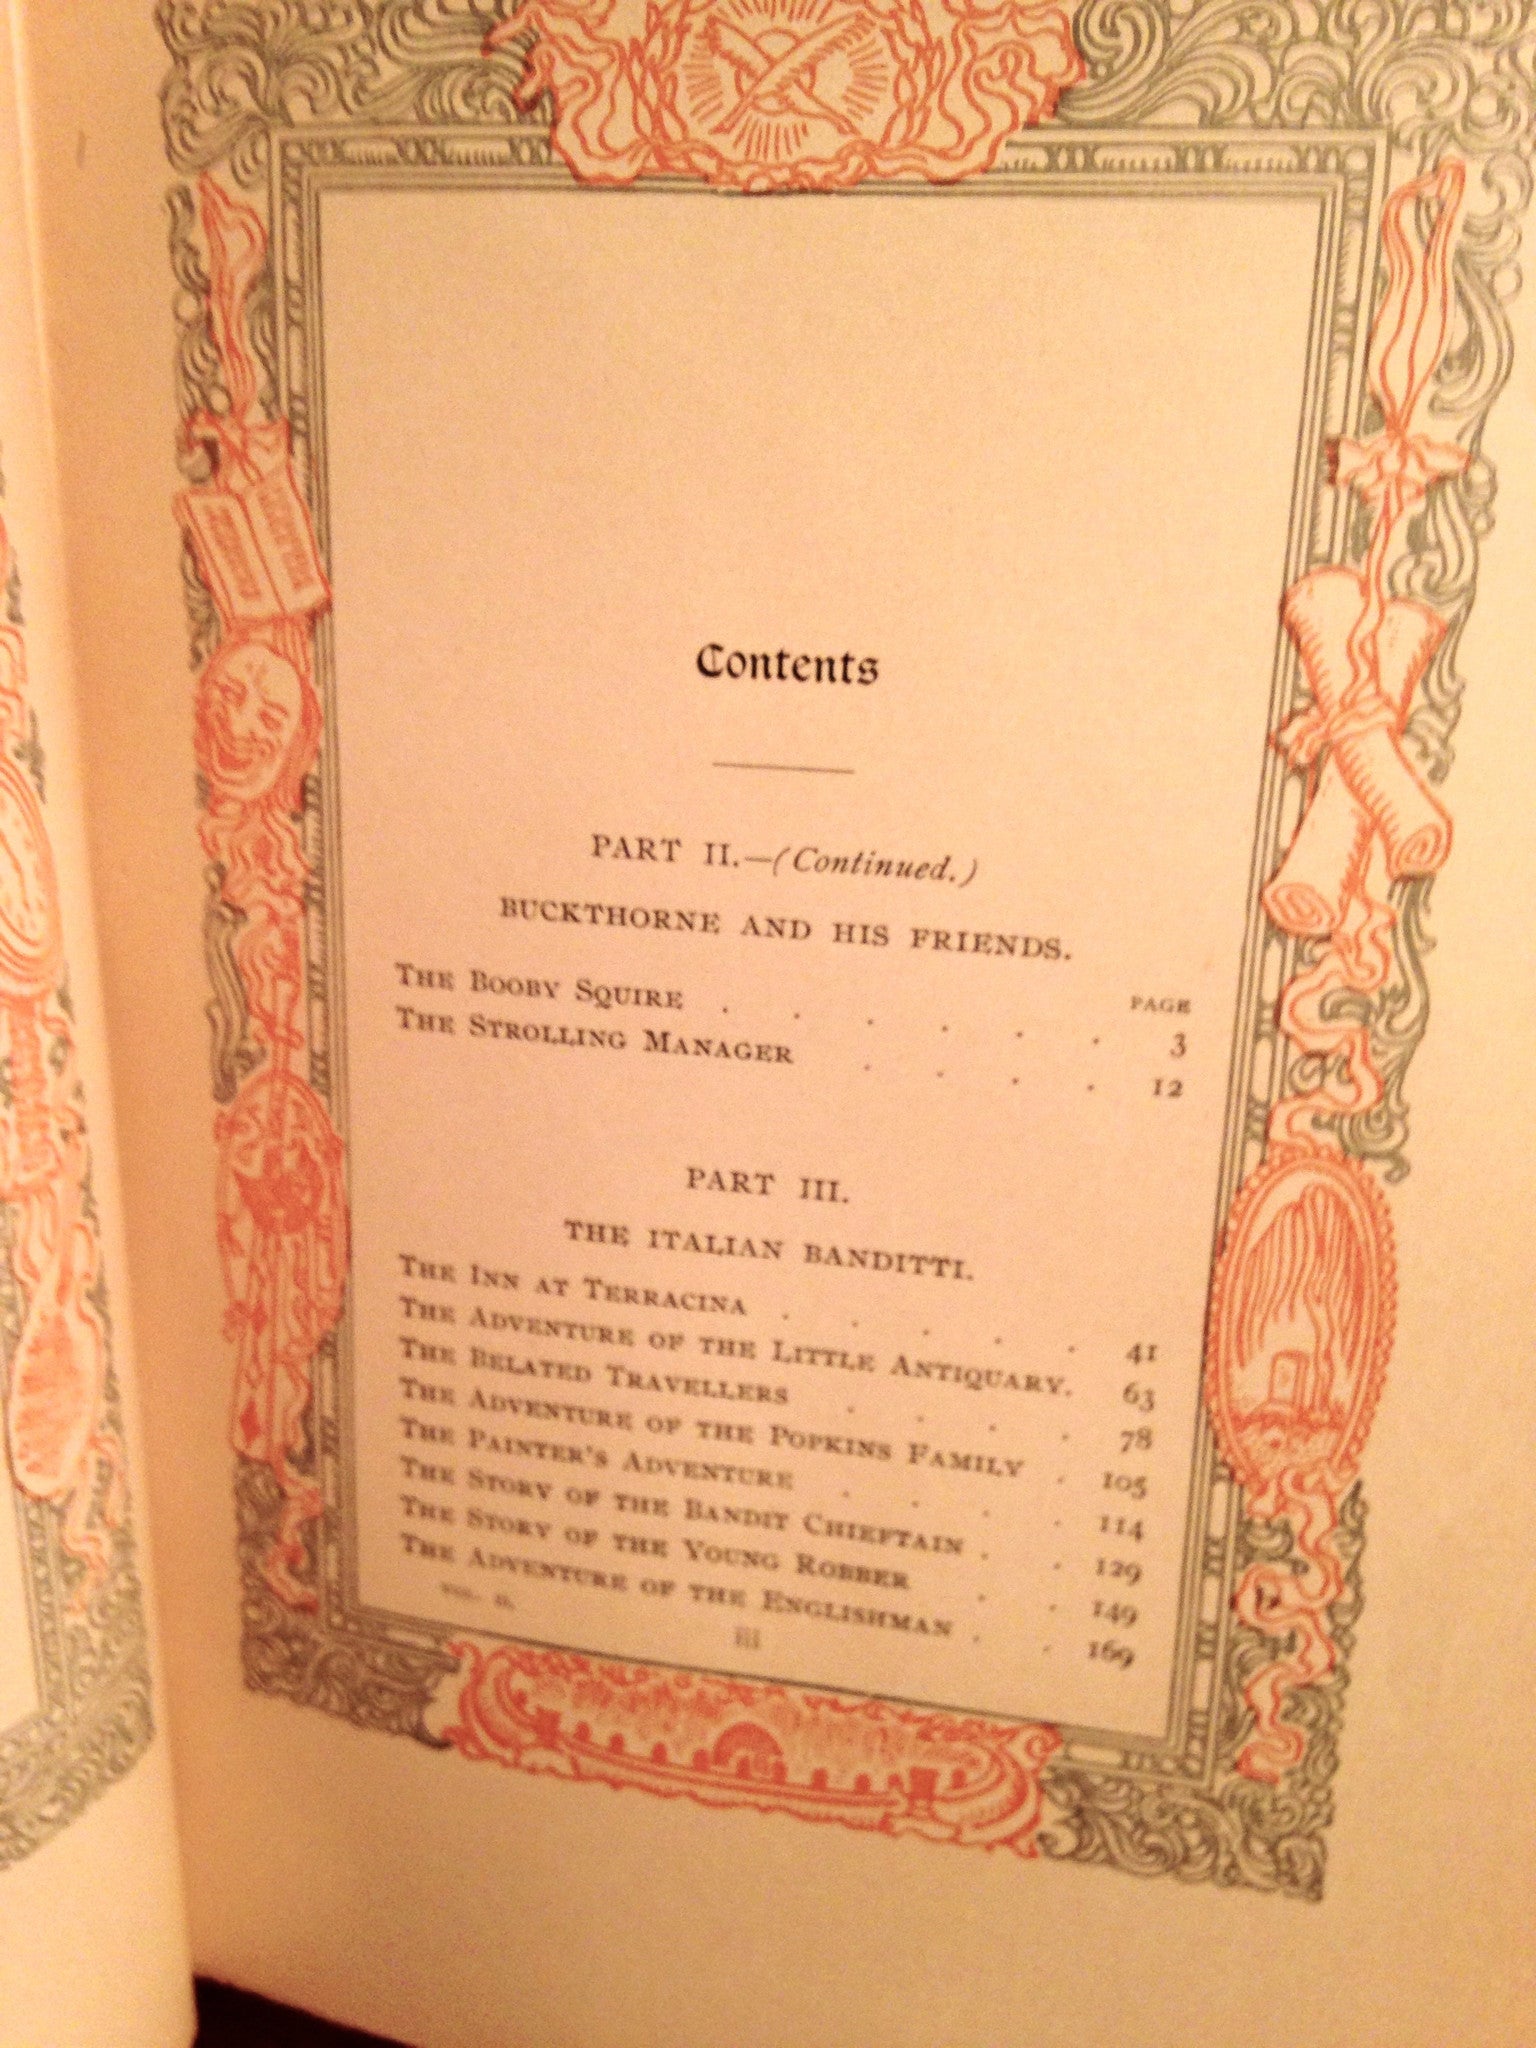 Contents
PART II.—(Continued.)
BUCKTHORNE AND HIS FRIENDS.
PAGE
THE BOOBY SQUIRE . . . . . . 3
THE STROLLING MANAGER . . . . 12
PART III.
THE ITALIAN BANDITTI.
THE INN AT TERRACINA . . . . . 41
THE ADVENTURE OF THE LITTLE ANTIQUARY. 63
THE BELATED TRAVELLERS . . . . 78
THE ADVENTURE OF THE POPKINS FAMILY . 105
THE PAINTER'S ADVENTURE . . . . 114
THE STORY OF THE BANDIT CHIEFTAIN . . 129
THE STORY OF THE YOUNG ROBBER . . 149
THE ADVENTURE OF THE ENGLISHMAN . . 169
VOL. II.
iii